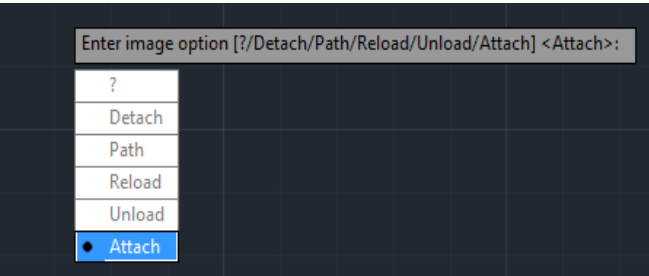 Enter image option [?/Detach/Path/Reload/Unload/Attach] <Attach>:
?
Detach
Path
Reload
Unload
Attach